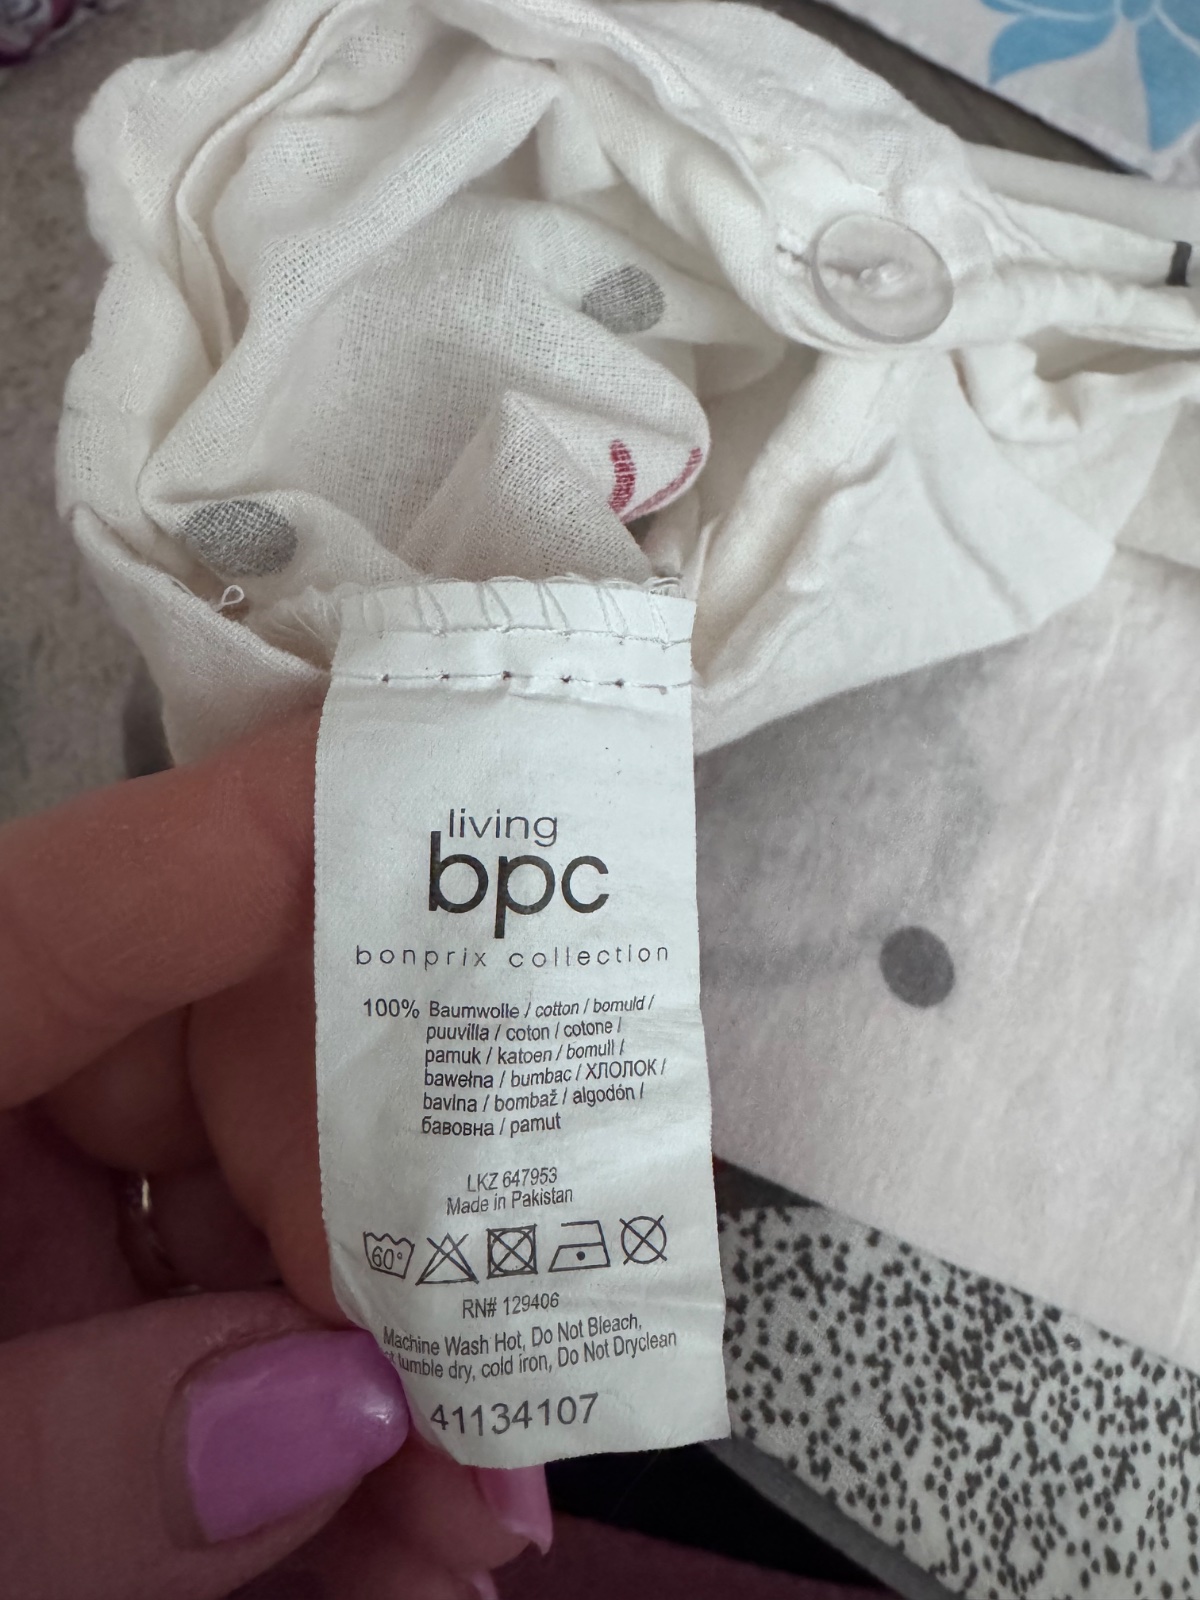 living
bpc
bonprix collection
100% Baumwolle / cotton / bomuld /
puuvilla / coton / cotone /
pamuk / katoen / bomull /
bawełna / bumbac / ХЛОПОК /
bavlna / bombaž / algodón /
бавовна / pamut
LKZ 647953
Made in Pakistan
60°
RN# 129406
Machine Wash Hot, Do Not Bleach,
tumble dry, cold iron, Do Not Dryclean
41134107